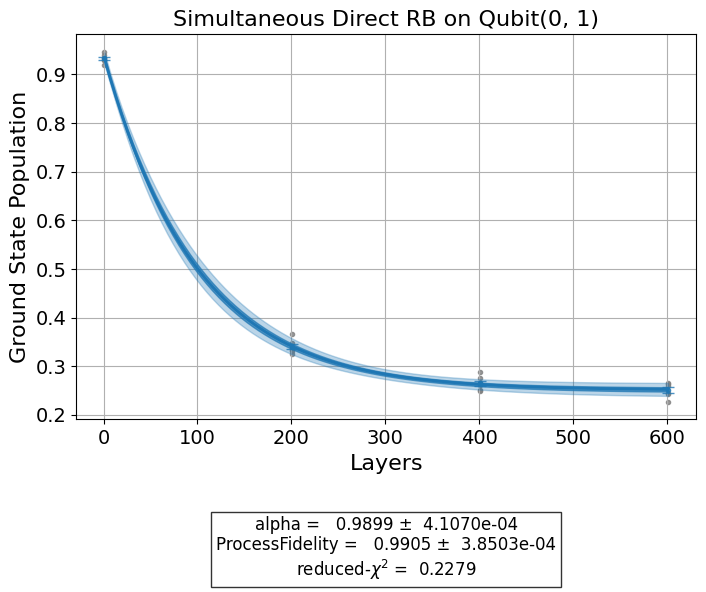 Simultaneous Direct RB on Qubit(0, 1)
Ground State Population
0.9
0.8
0.7
0.6
0.5
0.4
0.3
0.2
0 100 200 300 400 500 600
Layers
alpha = 0.9899 ± 4.1070e-04
ProcessFidelity = 0.9905 ± 3.8503e-04
reduced-χ² = 0.2279